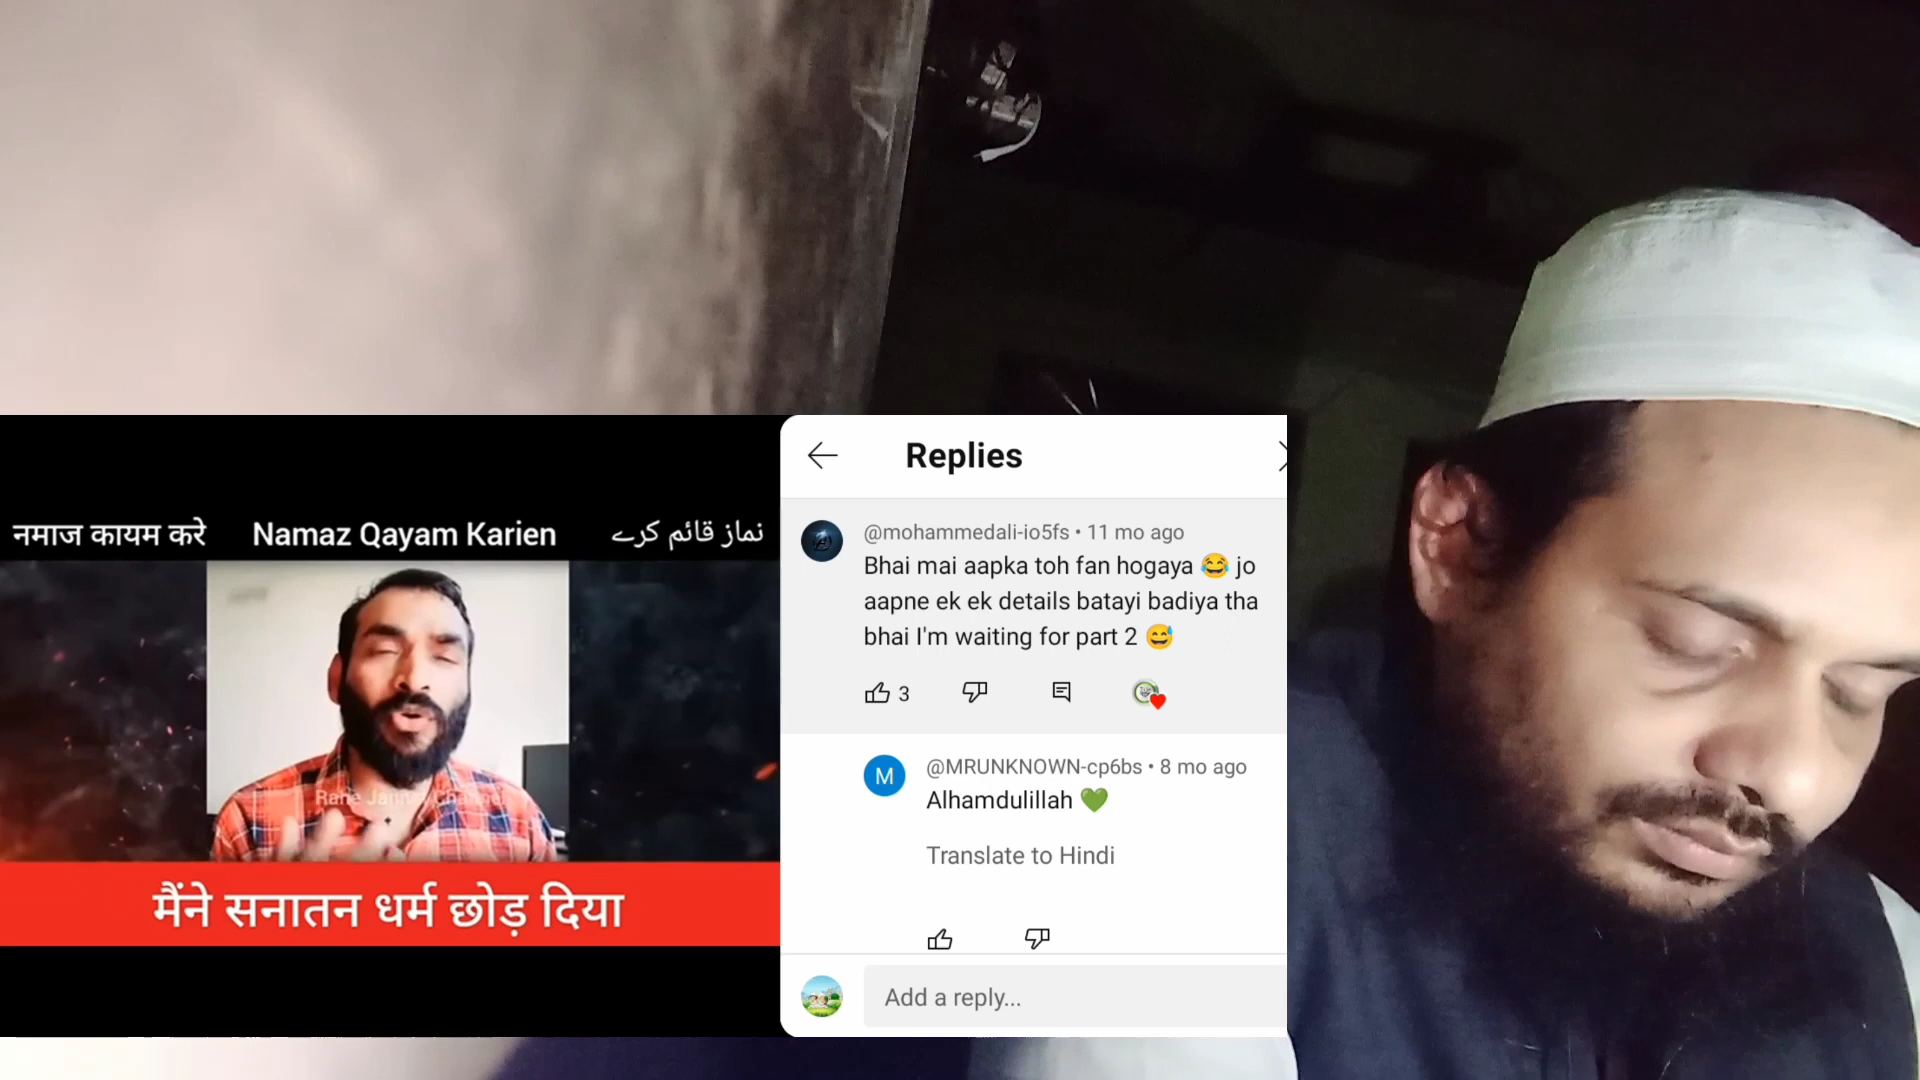 नमाज कायम करे
Namaz Qayam Karien
نماز قائم کرے
मैंने सनातन धर्म छोड़ दिया
Replies
@mohammedali-io5fs • 11 mo ago
Bhai mai aapka toh fan hogaya 😂 jo
aapne ek ek details batayi badiya tha
bhai I'm waiting for part 2 😅
3
M
@MRUNKNOWN-cp6bs • 8 mo ago
Alhamdulillah 💚
Translate to Hindi
Add a reply...